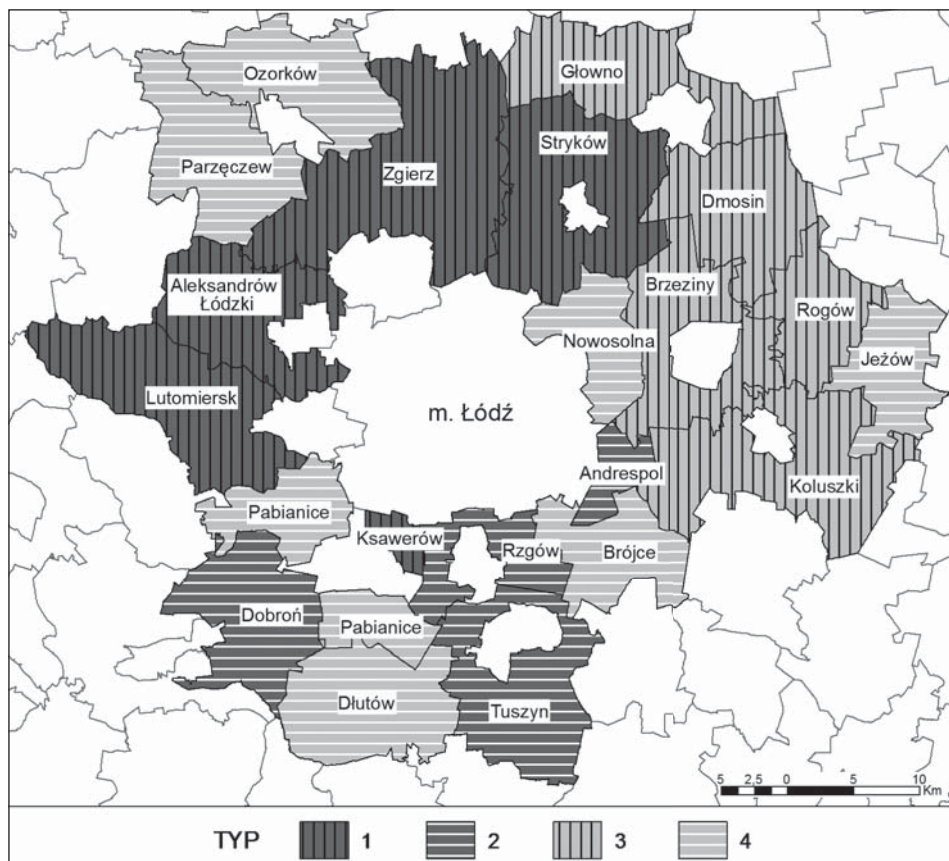 Ozorków
Głowno
Stryków
Parzęczew
Zgierz
Dmosin
Aleksandrów
Łódzki
Brzeziny
Rogów
Nowosolna
Jeżów
Lutomiersk
m. Łódź
Andrespol
Koluszki
Pabianice
Ksawerów
Rzgów
Brójce
Dobroń
Pabianice
Dłutów
Tuszyn
5 2,5 0 5 10
Km
TYP 1 2 3 4